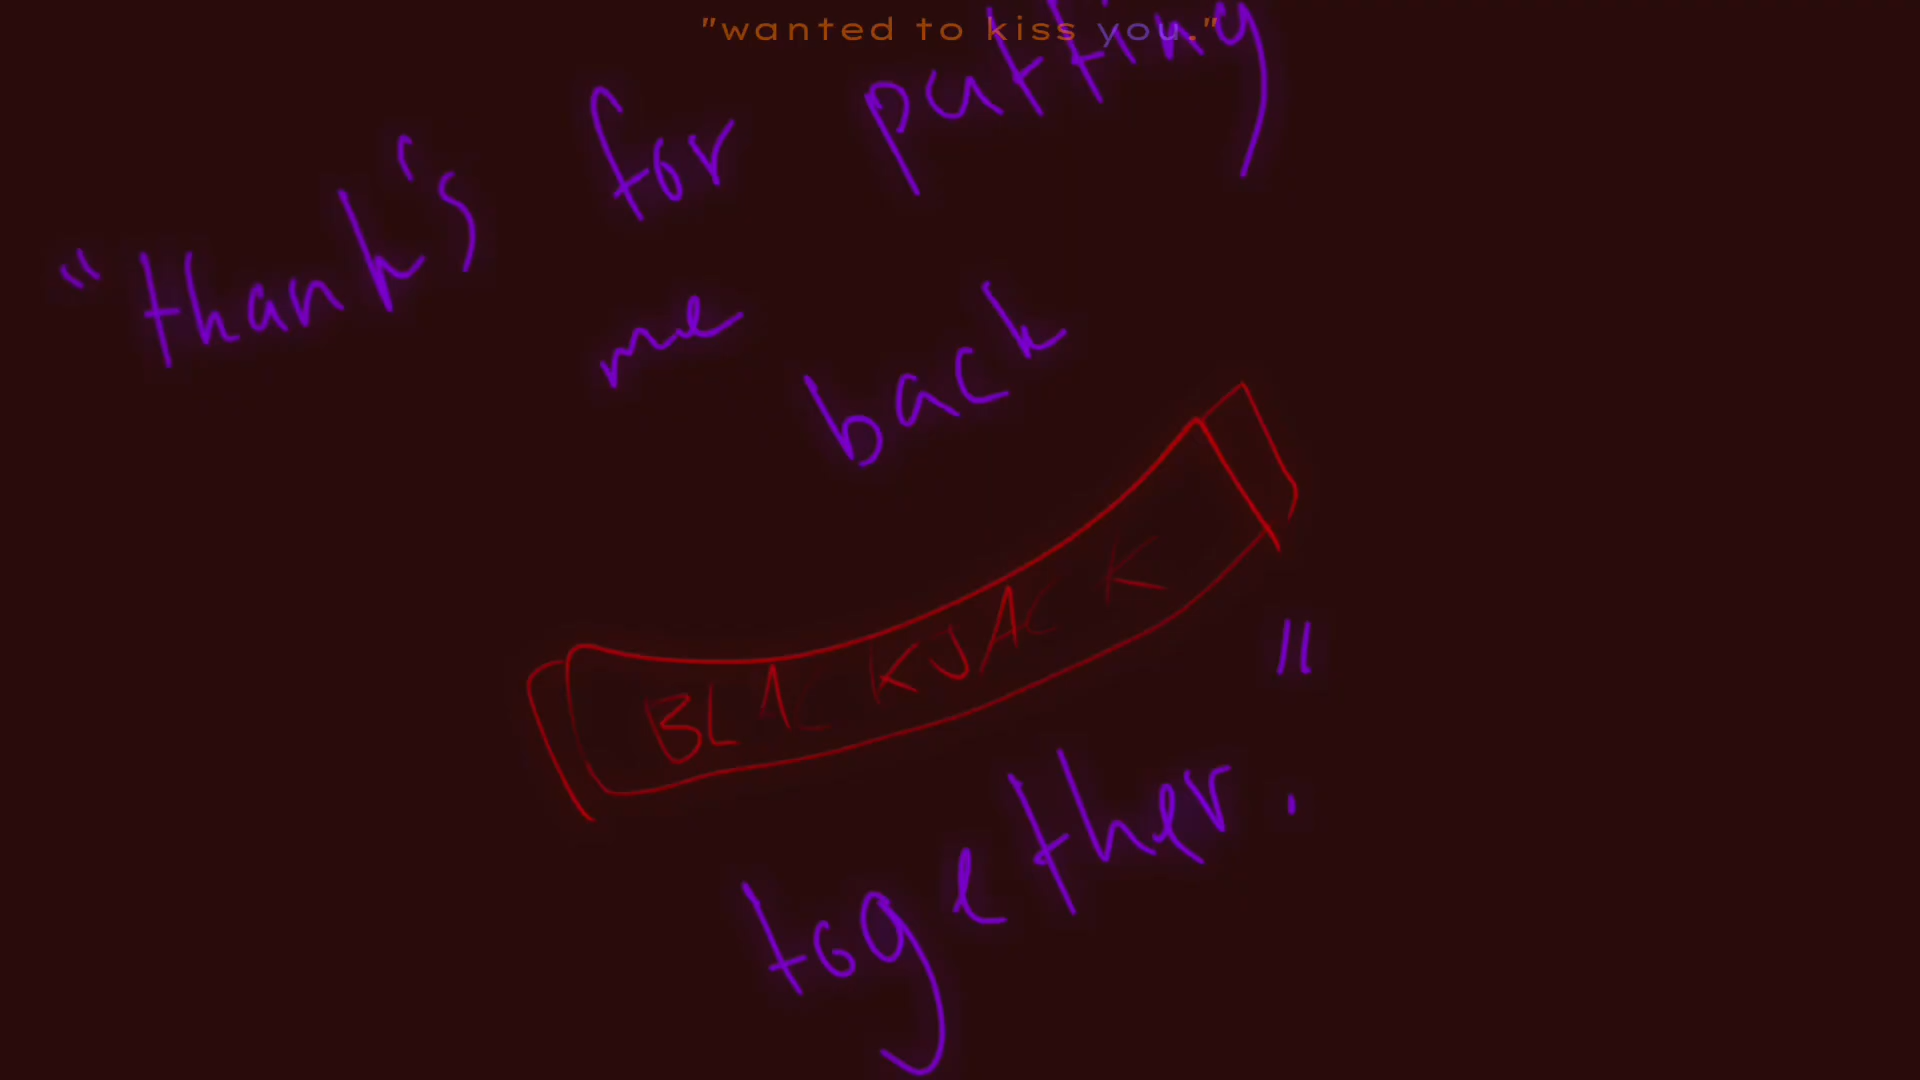 "wanted to kiss you."
"thank's for putting
me back
BLACKJACK
"
together.